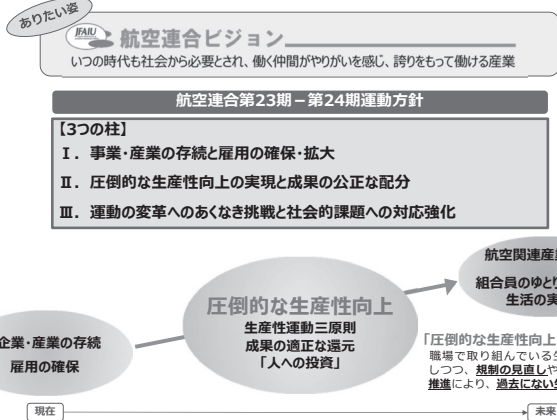 ありたい姿
JFAIU 航空連合ビジョン
いつの時代も社会から必要とされ、働く仲間がやりがいを感じ、誇りをもって働ける産業
航空連合第23期－第24期運動方針
【3つの柱】
Ⅰ．事業・産業の存続と雇用の確保・拡大
Ⅱ．圧倒的な生産性向上の実現と成果の公正な配分
Ⅲ．運動の変革へのあくなき挑戦と社会的課題への対応強化
航空関連産
組合員のゆとり
生活の実
圧倒的な生産性向上
生産性運動三原則
成果の適正な還元
「人への投資」
企業・産業の存続
雇用の確保
「圧倒的な生産性向上
職場で取り組んでいる
しつつ、規制の見直しや
推進により、過去にない
現在
未来